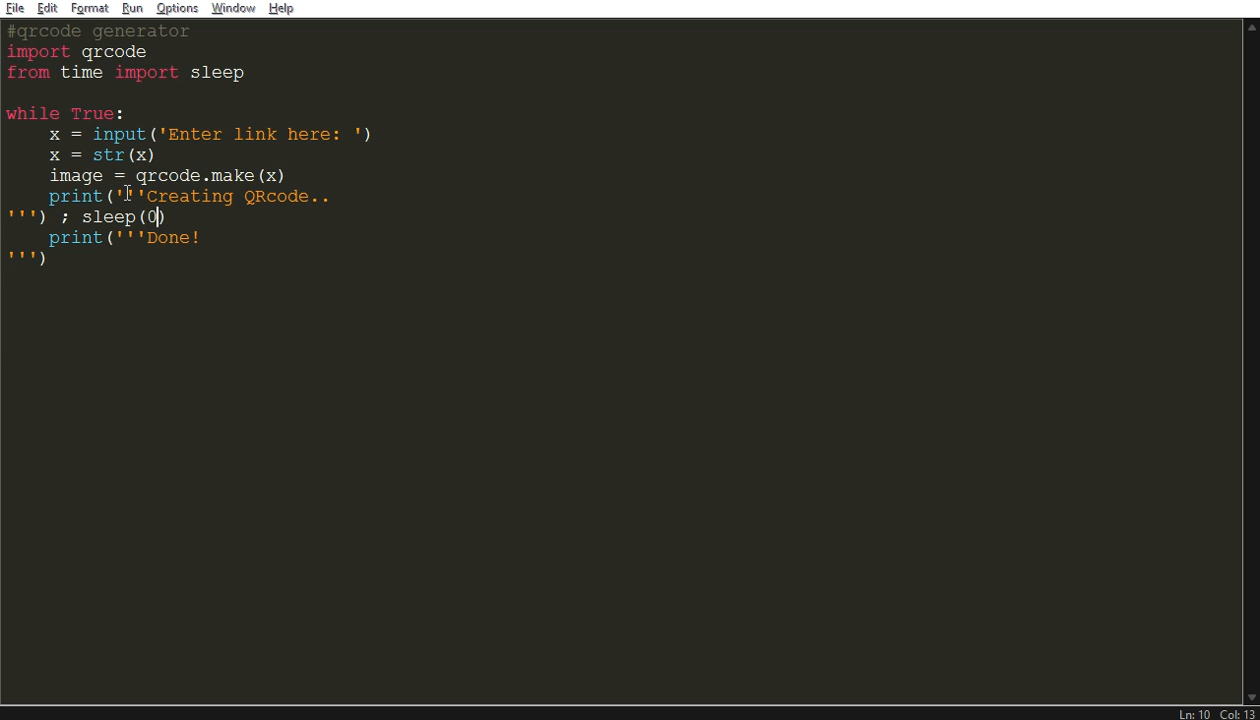 File Edit Format Run Options Window Help
#qrcode generator
import qrcode
from time import sleep
while True:
    x = input('Enter link here: ')
    x = str(x)
    image = qrcode.make(x)
    print('''Creating QRcode..
''') ; sleep(0)
    print('''Done!
''')
Ln: 10 Col: 13